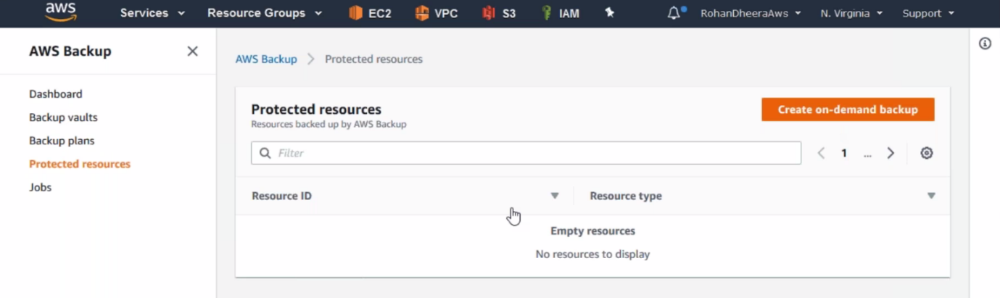 aws Services Resource Groups EC2 VPC S3 IAM RohanDheeraAws N. Virginia Support
AWS Backup
Dashboard
Backup vaults
Backup plans
Protected resources
Jobs
AWS Backup > Protected resources
Protected resources
Resources backed up by AWS Backup
Create on-demand backup
Filter
1 ...
Resource ID Resource type
Empty resources
No resources to display